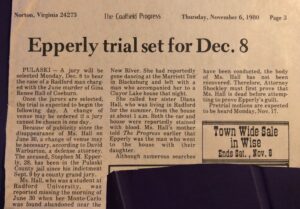 Norton, Virginia 24273
The Coalfield Progress
Thursday, November 6, 1980
Page 3
Epperly trial set for Dec. 8
PULASKI — A jury will be
selected Monday, Dec. 8 to hear
the case of a Radford man charged
with the June murder of Gina
Renee Hall of Coeburn.
Once the jurors are selected,
the trial is expected to begin the
following day. A change of
venue may be ordered if a jury
cannot be chosen in one day.
Because of publicity since the
disappearance of Ms. Hall on
June 30, a change of venue may
be necessary, according to David
Warburton, a defense attorney.
The accused, Stephen M. Epper-
ly, 28, has been in the Pulaski
County jail since his indictment
Sept. 8 by a county grand jury.
Ms. Hall, who was a student at
Radford University, was
reported missing the morning of
June 30 when her Monte Carlo
was found abandoned near the
New River. She had reportedly
gone dancing at the Marriott Inn
in Blacksburg and left with a
man who accompanied her to a
Claytor Lake house that night.
She called her sister Diana
Hall, who was living in Radford
for the summer, from the house
at about 1 a.m. Both the car and
house were reportedly stained
with blood. Ms. Hall's mother
told The Progress earlier that
Epperly was the man who went
to the house with their
daughter.
Although numerous searches
have been conducted, the body
of Ms. Hall has not been
recovered. Therefore, Attorney
Shockley must first prove that
Ms. Hall is dead before attempt-
ing to prove Epperly's guilt.
Pretrial motions are expected
to be heard Monday, Nov. 17.
Town Wide Sale
in Wise
Ends Sat., Nov. 8